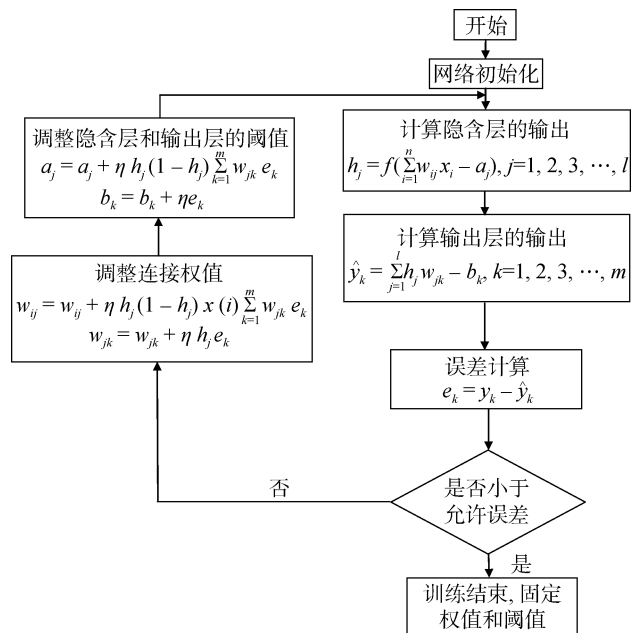 开始
网络初始化
计算隐含层的输出
h_j = f(∑_{i=1}^{n} w_{ij} x_i − a_j), j=1, 2, 3, ⋯, l
计算输出层的输出
ŷ_k = ∑_{j=1}^{l} h_j w_{jk} − b_k, k=1, 2, 3, ⋯, m
误差计算
e_k = y_k − ŷ_k
是否小于
允许误差
是
训练结束, 固定
权值和阈值
否
调整连接权值
w_{ij} = w_{ij} + η h_j (1 − h_j) x (i) ∑_{k=1}^{m} w_{jk} e_k
w_{jk} = w_{jk} + η h_j e_k
调整隐含层和输出层的阈值
a_j = a_j + η h_j (1 − h_j) ∑_{k=1}^{m} w_{jk} e_k
b_k = b_k + ηe_k